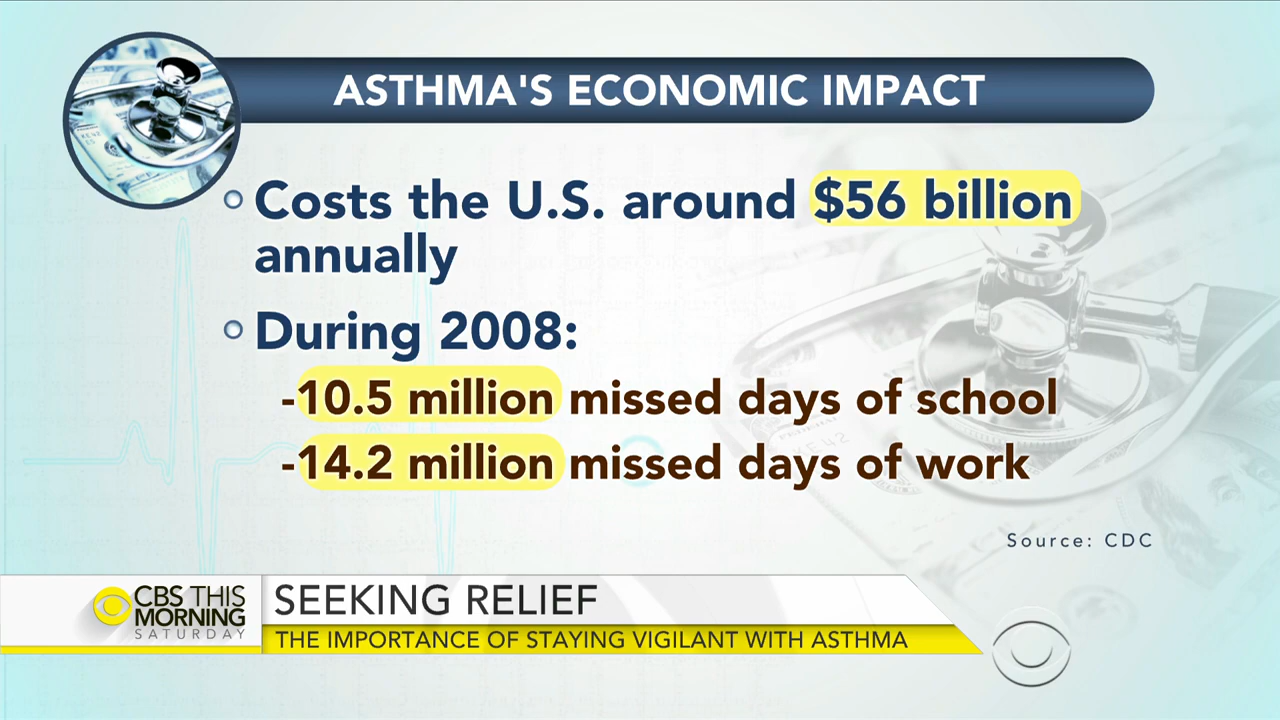 ASTHMA'S ECONOMIC IMPACT
Costs the U.S. around $56 billion
annually
During 2008:
-10.5 million missed days of school
-14.2 million missed days of work
Source: CDC
CBS THIS
MORNING
SATURDAY
SEEKING RELIEF
THE IMPORTANCE OF STAYING VIGILANT WITH ASTHMA